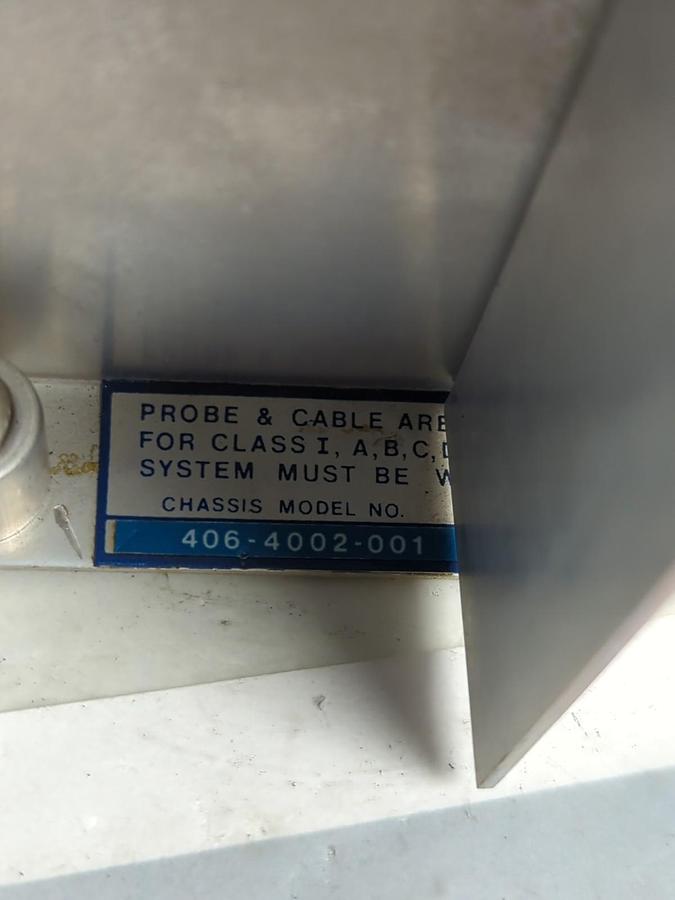 PROBE & CABLE ARE
FOR CLASS I, A,B,C,D
SYSTEM MUST BE W
CHASSIS MODEL NO.
406-4002-001